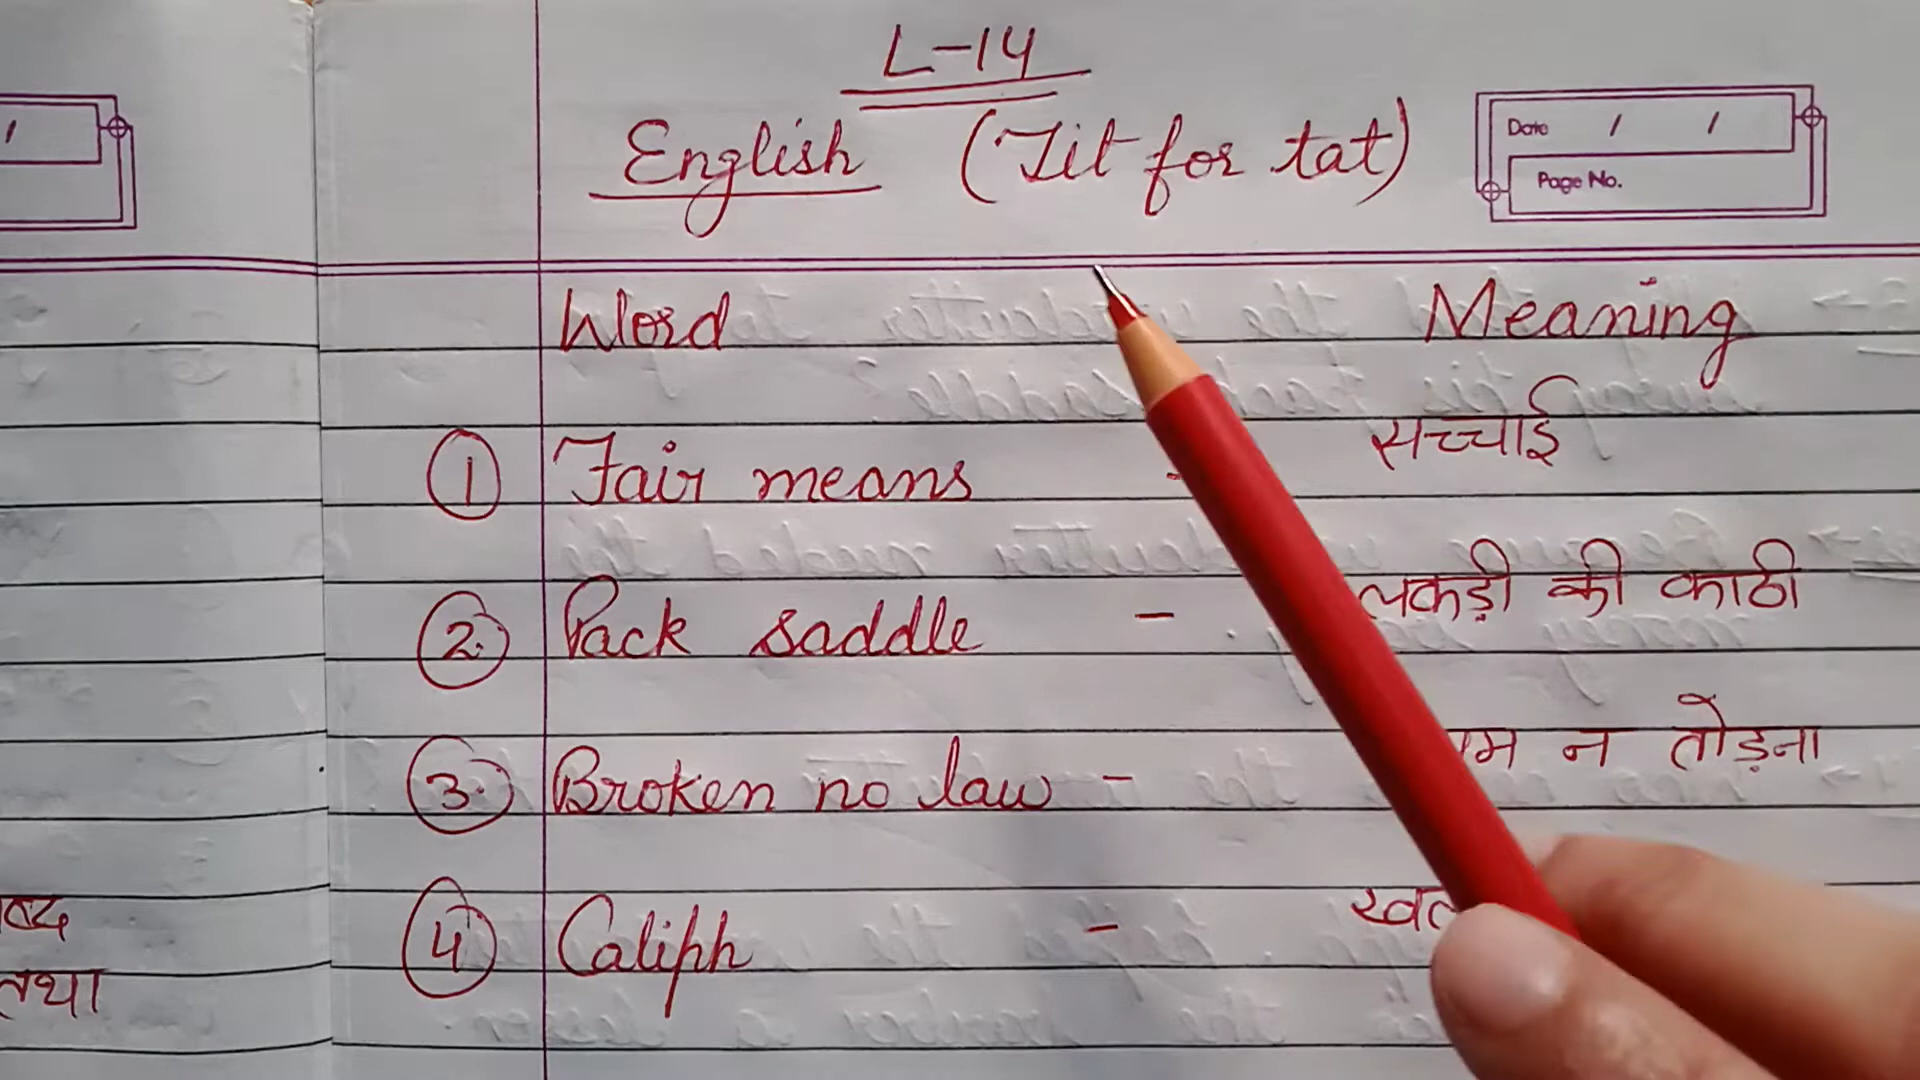 L-14
English (Tit for tat)
Date / /
Page No.
Word Meaning
① Fair means - सच्चाई
② Pack saddle - लकड़ी की काठी
③ Broken no law - न तोड़ना
④ Caliph -
तथा